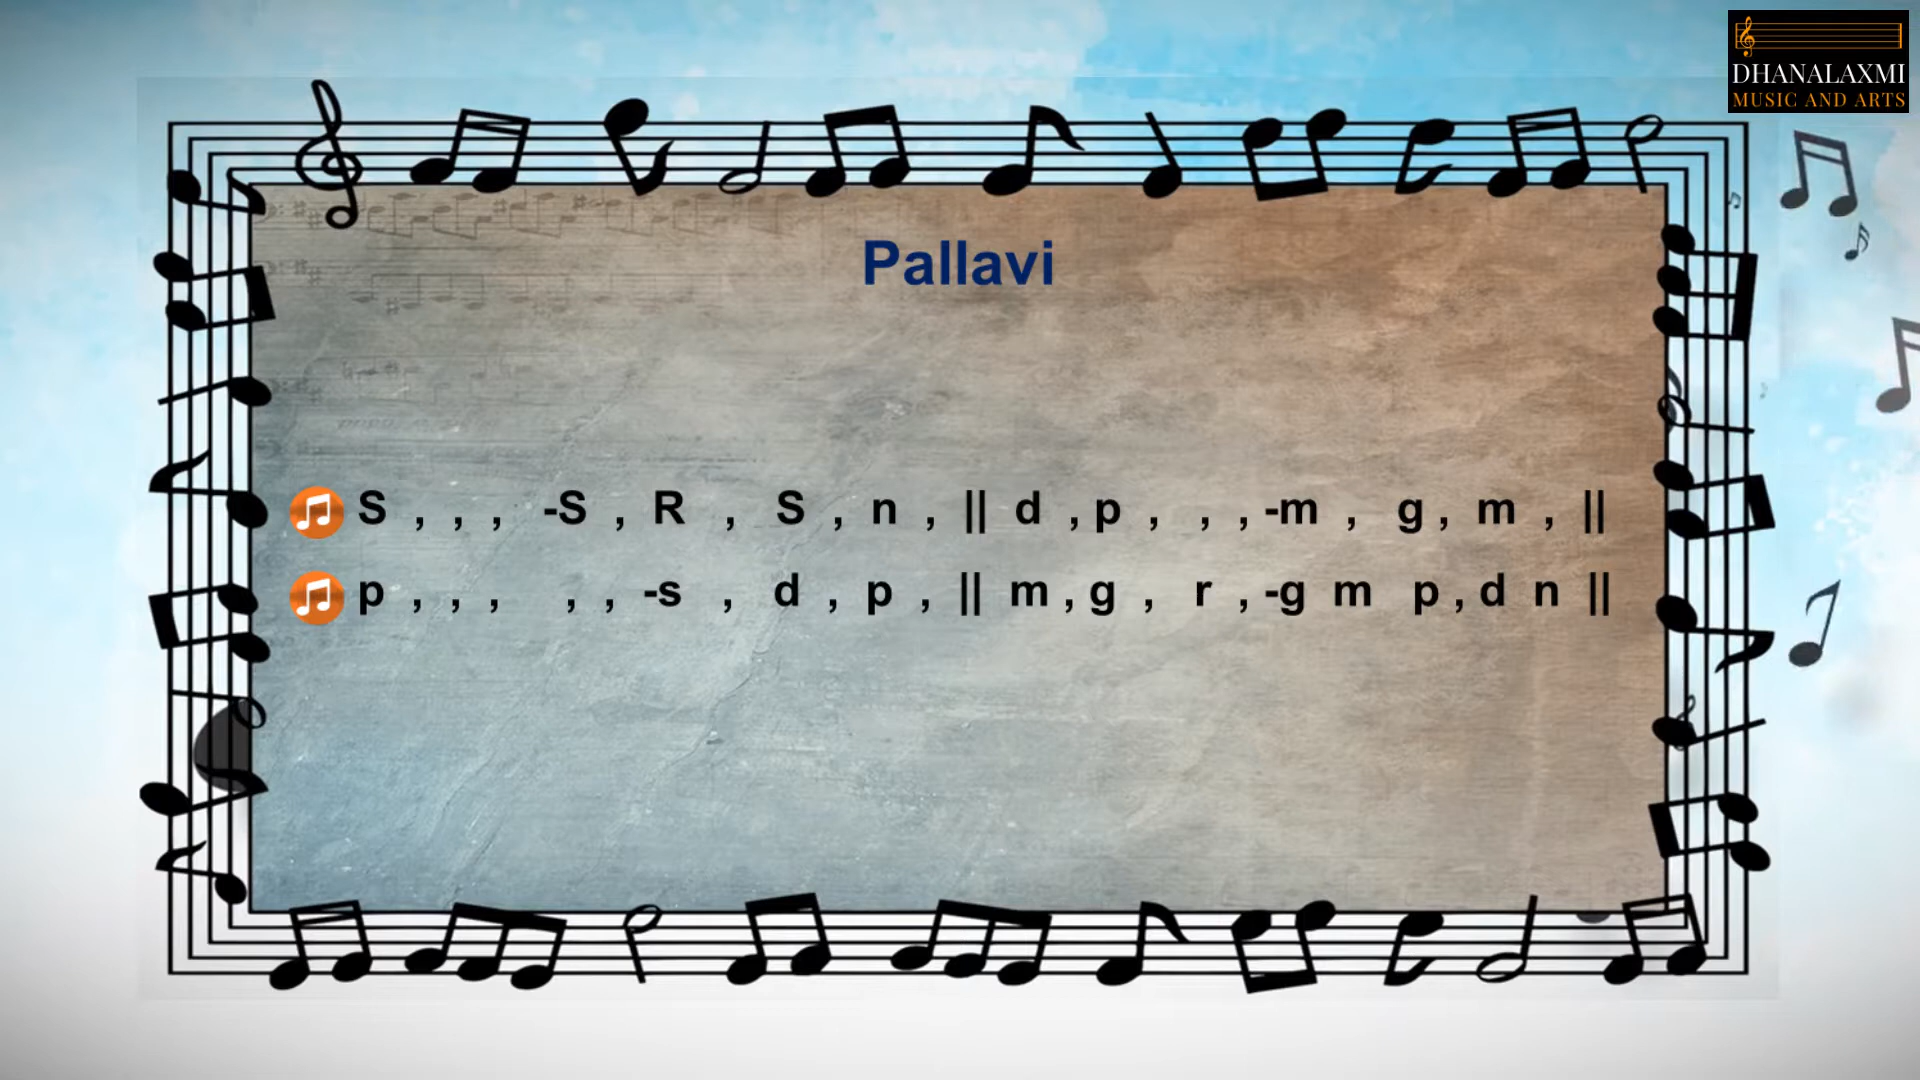 DHANALAXMI
MUSIC AND ARTS
Pallavi
S , , , -S , R , S , n , || d , p , , , -m , g , m , ||
p , , , , , -s , d , p , || m , g , r , -g m p , d n ||